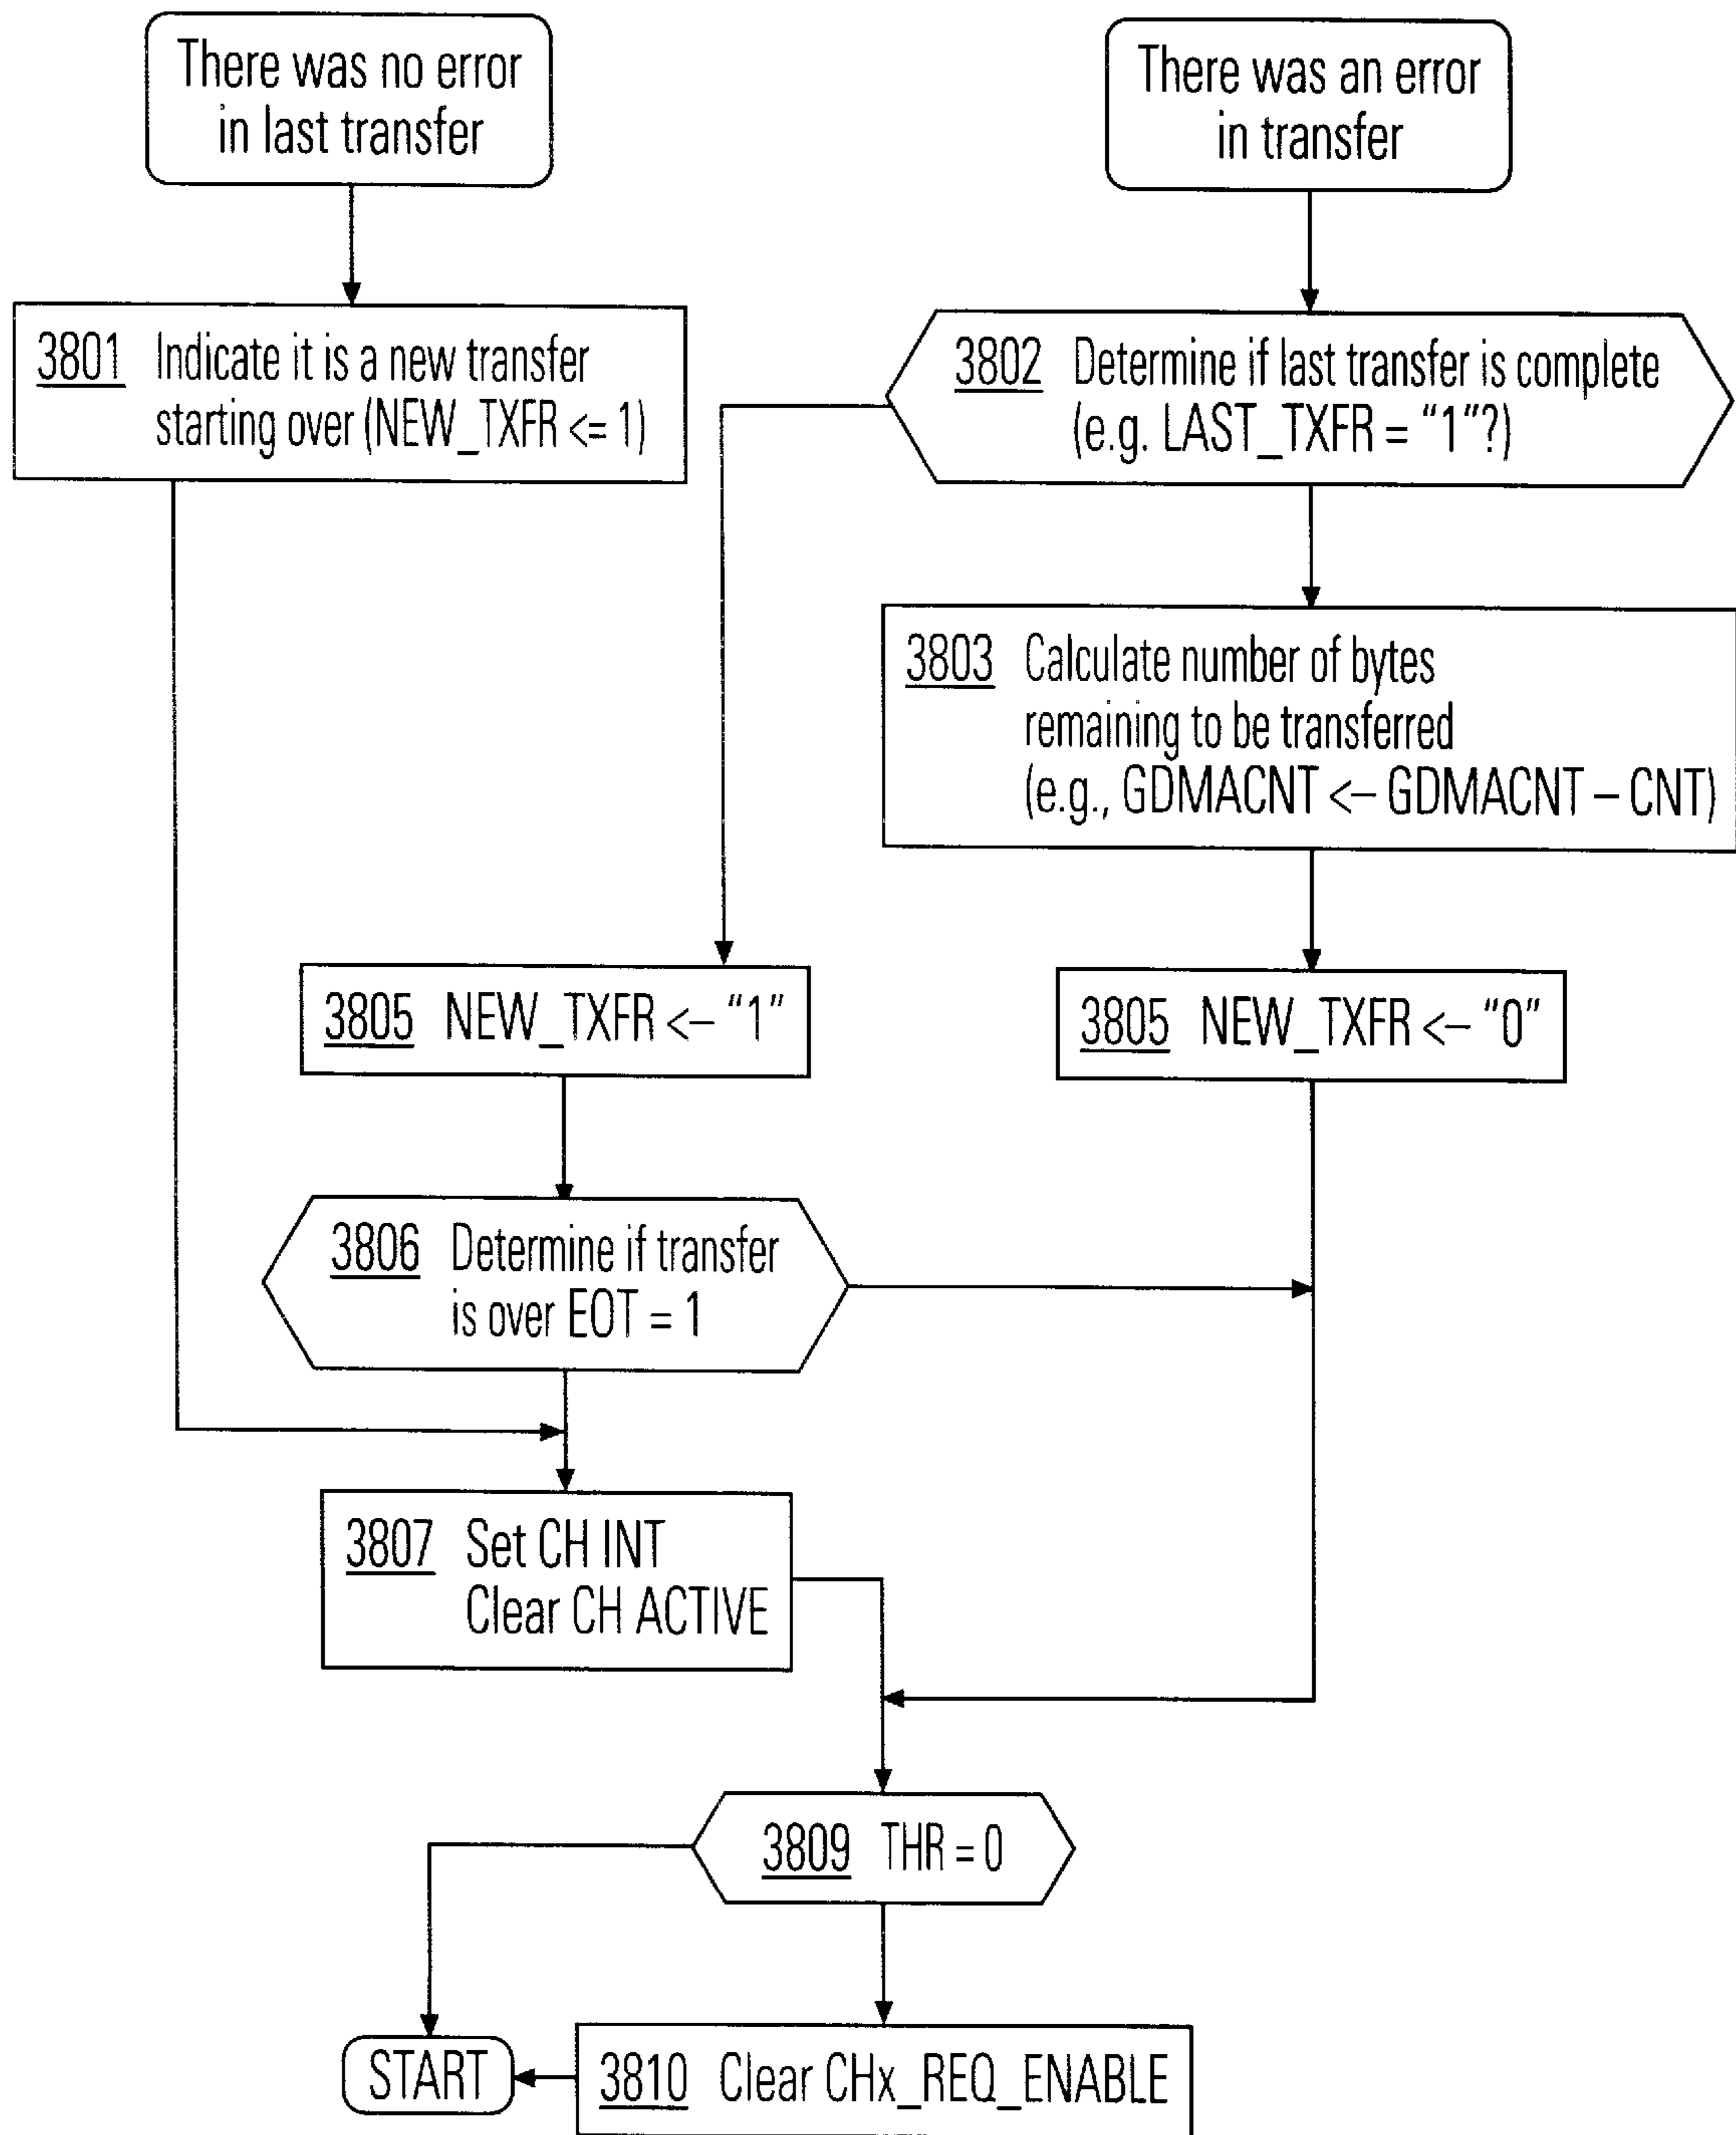 There was no error
in last transfer
There was an error
in transfer
3801 Indicate it is a new transfer
starting over (NEW_TXFR <= 1)
3802 Determine if last transfer is complete
(e.g. LAST_TXFR = “1”?)
3803 Calculate number of bytes
remaining to be transferred
(e.g., GDMACNT <– GDMACNT – CNT)
3805 NEW_TXFR <– “1”
3805 NEW_TXFR <– “0”
3806 Determine if transfer
is over EOT = 1
3807 Set CH INT
Clear CH ACTIVE
3809 THR = 0
START
3810 Clear CHx_REQ_ENABLE